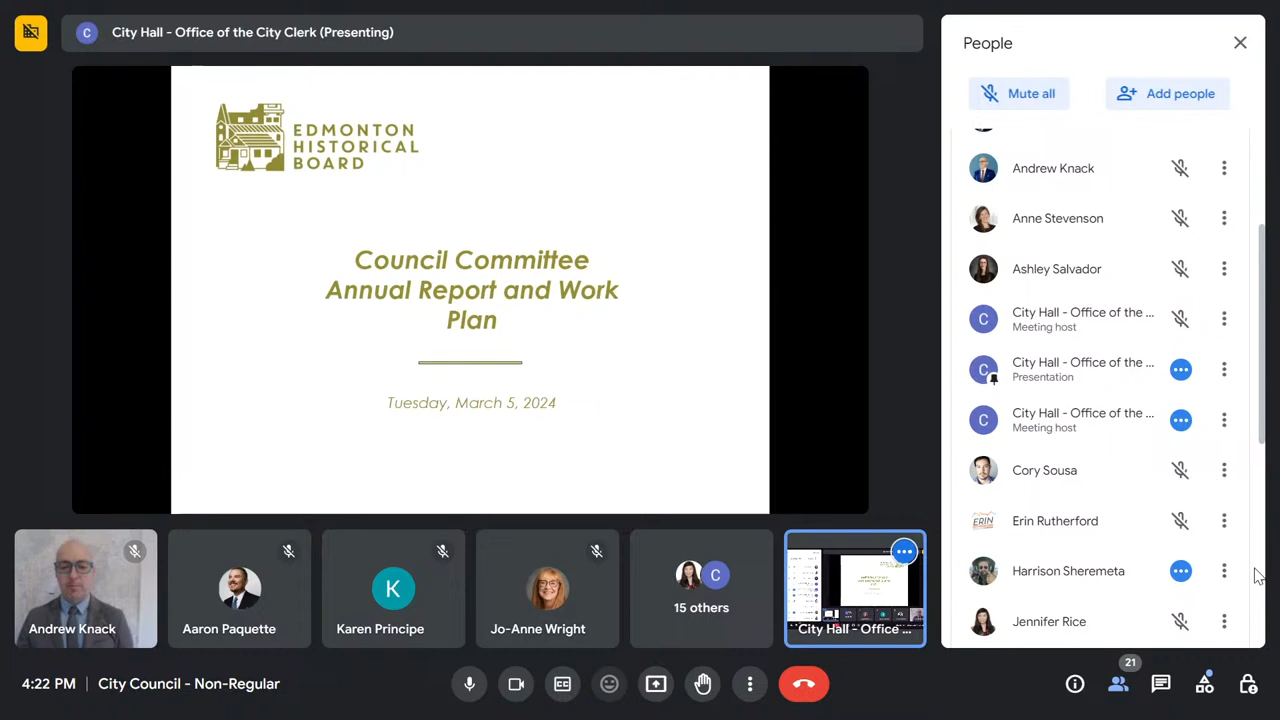 City Hall - Office of the City Clerk (Presenting)
EDMONTON
HISTORICAL
BOARD
Council Committee
Annual Report and Work
Plan
Tuesday, March 5, 2024
Andrew Knack
Aaron Paquette
K
Karen Principe
Jo-Anne Wright
C
15 others
City Hall - Office ...
4:22 PM | City Council - Non-Regular
People
Mute all
Add people
Andrew Knack
Anne Stevenson
Ashley Salvador
C
City Hall - Office of the ...
Meeting host
C
City Hall - Office of the ...
Presentation
C
City Hall - Office of the ...
Meeting host
Cory Sousa
ERIN
Erin Rutherford
Harrison Sheremeta
Jennifer Rice
21